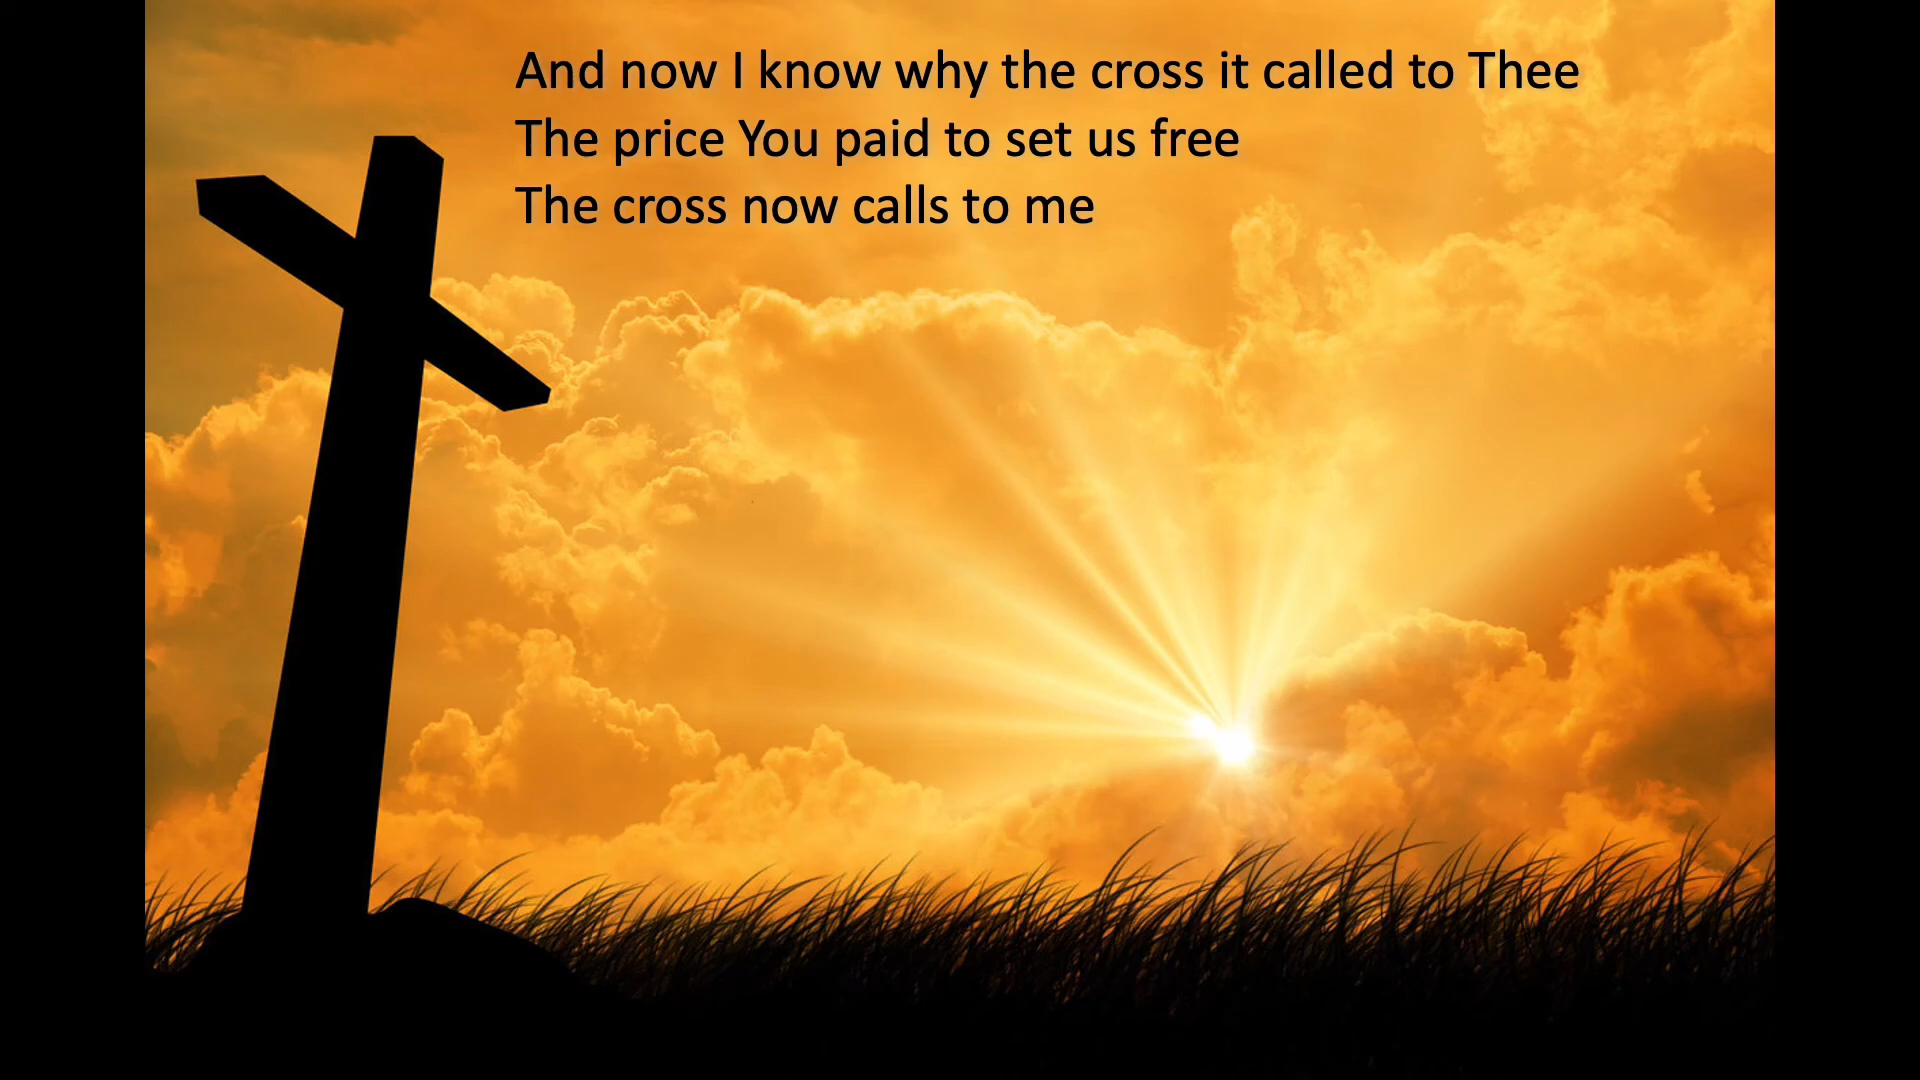 And now I know why the cross it called to Thee
The price You paid to set us free
The cross now calls to me